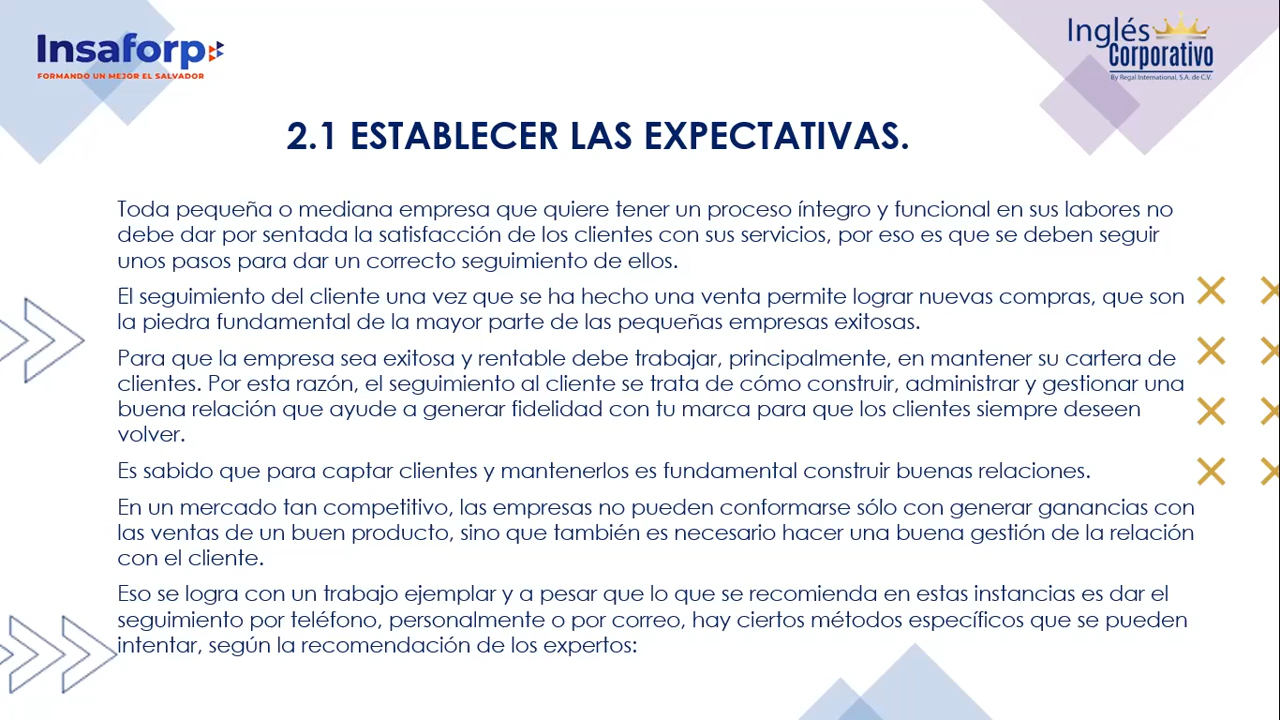 Insaforp
FORMANDO UN MEJOR EL SALVADOR
Inglés
Corporativo
By Regal International, S.A. de C.V.
2.1 ESTABLECER LAS EXPECTATIVAS.
Toda pequeña o mediana empresa que quiere tener un proceso íntegro y funcional en sus labores no
debe dar por sentada la satisfacción de los clientes con sus servicios, por eso es que se deben seguir
unos pasos para dar un correcto seguimiento de ellos.
El seguimiento del cliente una vez que se ha hecho una venta permite lograr nuevas compras, que son
la piedra fundamental de la mayor parte de las pequeñas empresas exitosas.
Para que la empresa sea exitosa y rentable debe trabajar, principalmente, en mantener su cartera de
clientes. Por esta razón, el seguimiento al cliente se trata de cómo construir, administrar y gestionar una
buena relación que ayude a generar fidelidad con tu marca para que los clientes siempre deseen
volver.
Es sabido que para captar clientes y mantenerlos es fundamental construir buenas relaciones.
En un mercado tan competitivo, las empresas no pueden conformarse sólo con generar ganancias con
las ventas de un buen producto, sino que también es necesario hacer una buena gestión de la relación
con el cliente.
Eso se logra con un trabajo ejemplar y a pesar que lo que se recomienda en estas instancias es dar el
seguimiento por teléfono, personalmente o por correo, hay ciertos métodos específicos que se pueden
intentar, según la recomendación de los expertos: